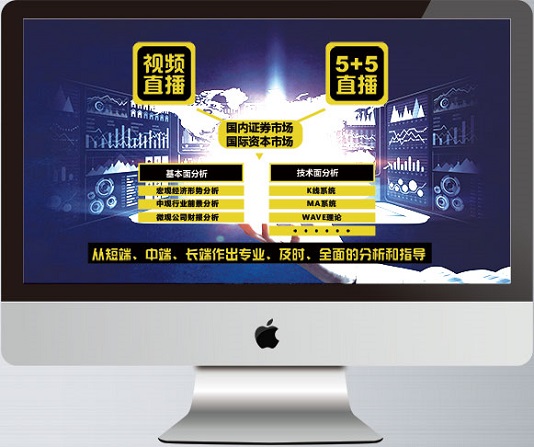 视频
直播
5+5
直播
国内证券市场
国际资本市场
基本面分析
宏观经济形势分析
中观行业前景分析
微观公司财报分析
技术面分析
K线系统
MA系统
WAVE理论
• • • • • •
从短端、中端、长端作出专业、及时、全面的分析和指导